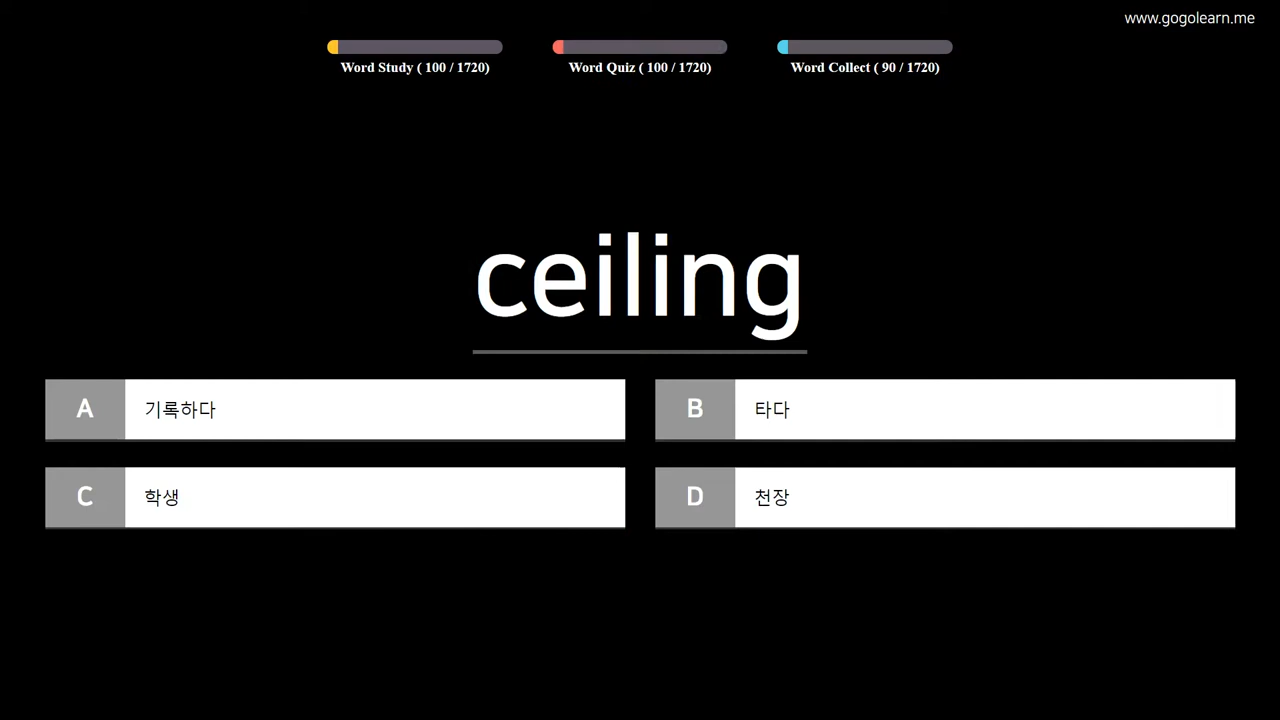 www.gogolearn.me
Word Study ( 100 / 1720)
Word Quiz ( 100 / 1720)
Word Collect ( 90 / 1720)
ceiling
A 기록하다
B 타다
C 학생
D 천장